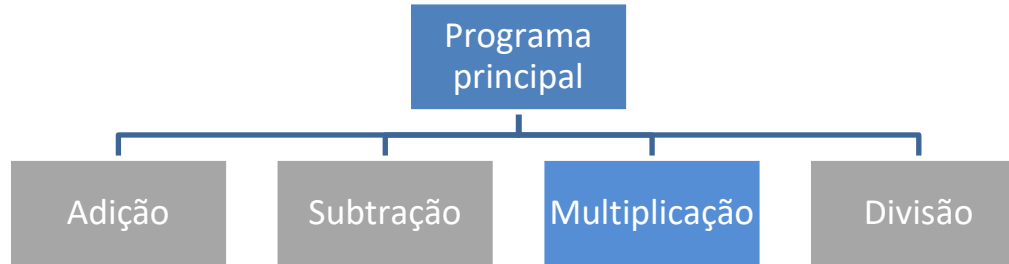 Programa
principal
Adição
Subtração
Multiplicação
Divisão